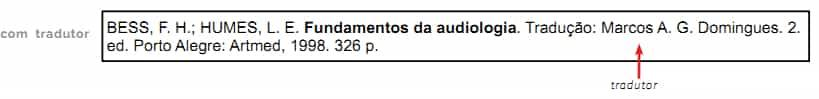 com tradutor
BESS, F. H.; HUMES, L. E. Fundamentos da audiologia. Tradução: Marcos A. G. Domingues. 2.
ed. Porto Alegre: Artmed, 1998. 326 p.
tradutor